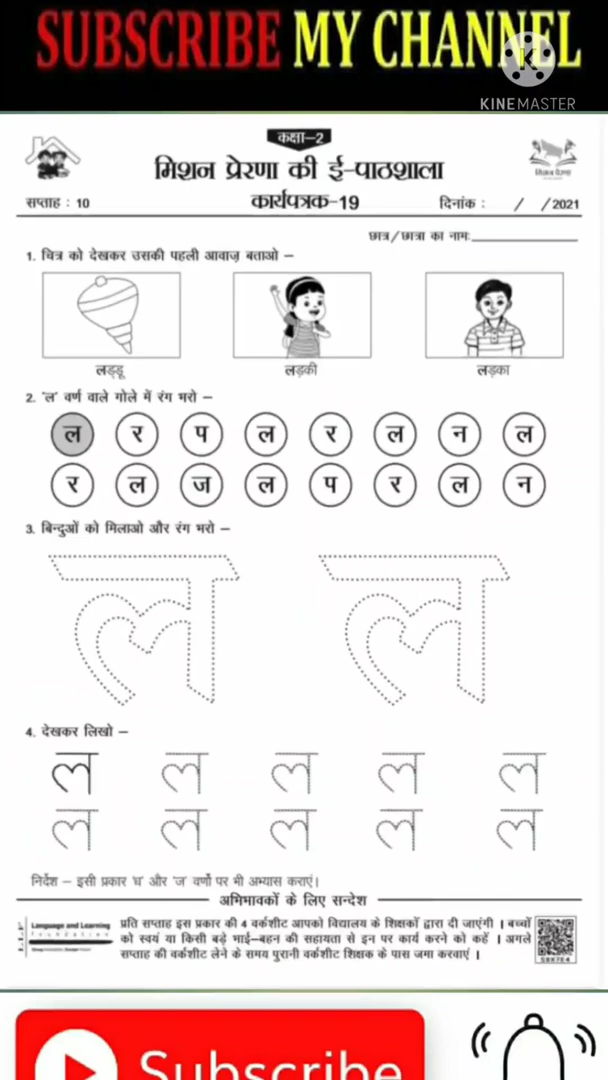 SUBSCRIBE MY CHANNEL
K
KINEMASTER
कक्षा–2
मिशन प्रेरणा की ई-पाठशाला
सप्ताह : 10 कार्यपत्रक-19 दिनांक : / /2021
छात्र/छात्रा का नामः
1. चित्र को देखकर उसकी पहली आवाज़ बताओ –
लड्डू लड़की लड़का
2. 'ल' वर्ण वाले गोले में रंग भरो –
ल र प ल र ल न ल
र ल ज ल प र ल न
3. बिन्दुओं को मिलाओ और रंग भरो –
ल ल
4. देखकर लिखो –
ल ल ल ल ल
ल ल ल ल ल
निर्देश – इसी प्रकार 'ध' और 'ज' वर्णों पर भी अभ्यास कराएं।
अभिभावकों के लिए सन्देश
Language and Learning
Foundation
प्रति सप्ताह इस प्रकार की 4 वर्कशीट आपको विद्यालय के शिक्षकों द्वारा दी जाएंगी । बच्चों
को स्वयं या किसी बड़े भाई–बहन की सहायता से इन पर कार्य करने को कहें । अगले
सप्ताह की वर्कशीट लेने के समय पुरानी वर्कशीट शिक्षक के पास जमा करवाएं ।
Subscribe